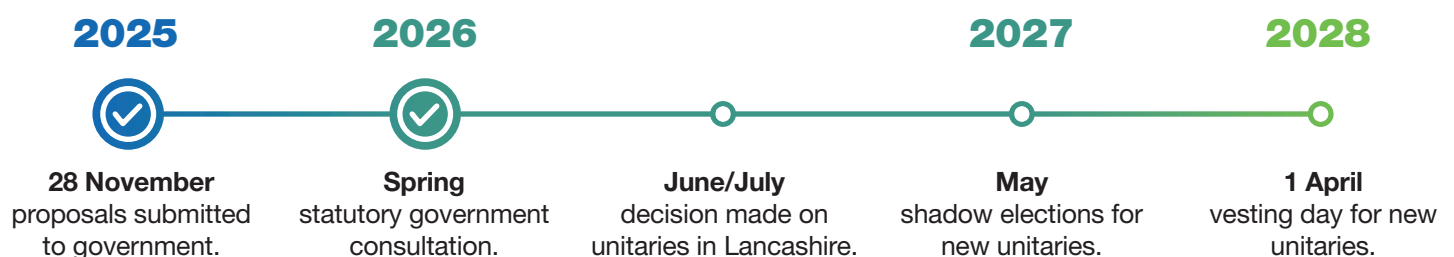 2025
28 November
proposals submitted
to government.
2026
Spring
statutory government
consultation.
June/July
decision made on
unitaries in Lancashire.
2027
May
shadow elections for
new unitaries.
2028
1 April
vesting day for new
unitaries.